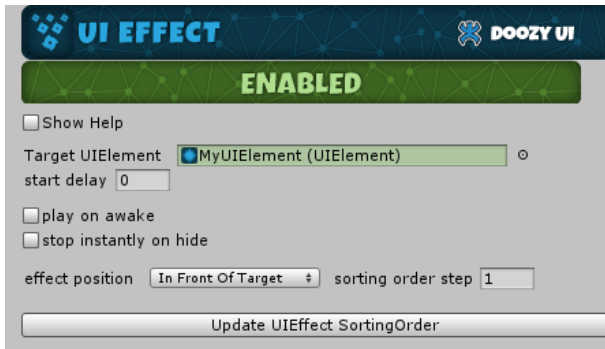 UI EFFECT DOOZY UI
ENABLED
Show Help
Target UIElement MyUIElement (UIElement)
start delay 0
play on awake
stop instantly on hide
effect position In Front Of Target sorting order step 1
Update UIEffect SortingOrder